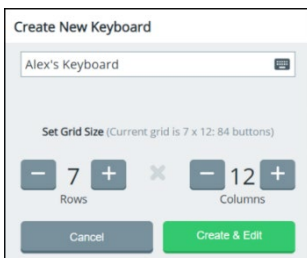 Create New Keyboard
Alex's Keyboard
Set Grid Size (Current grid is 7 x 12: 84 buttons)
− 7 + × − 12 +
Rows Columns
Cancel Create & Edit